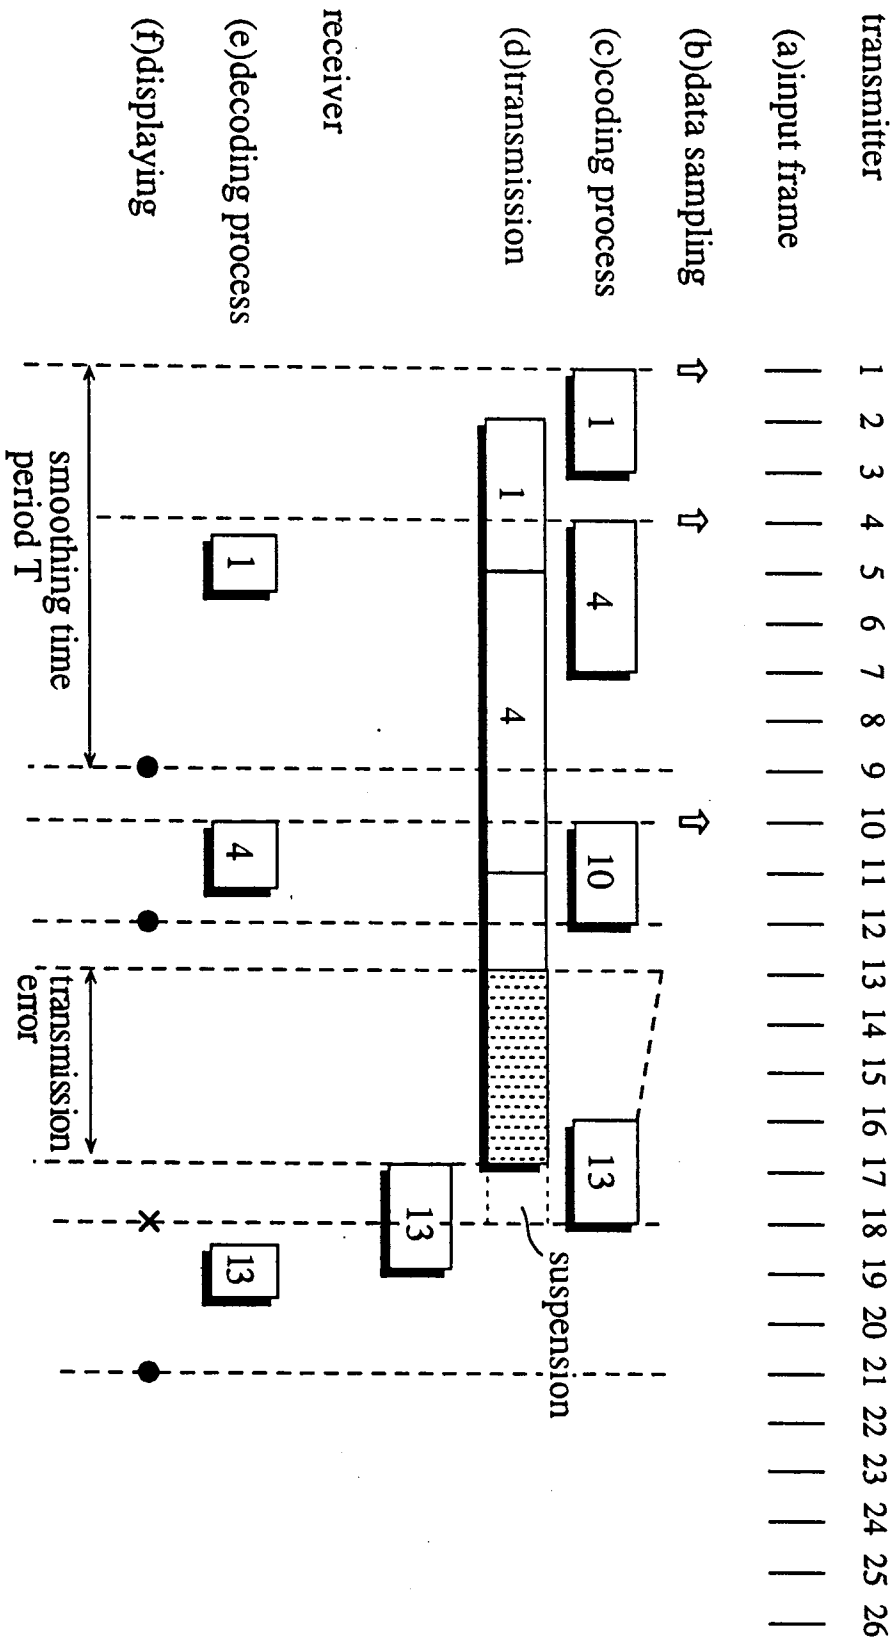 transmitter 1 2 3 4 5 6 7 8 9 10 11 12 13 14 15 16 17 18 19 20 21 22 23 24 25 26
(a)input frame
(b)data sampling
(c)coding process 1 4 10 13
(d)transmission 1 4
suspension
13
receiver
(e)decoding process 1 4 13
(f)displaying
smoothing time
period T
transmission
error